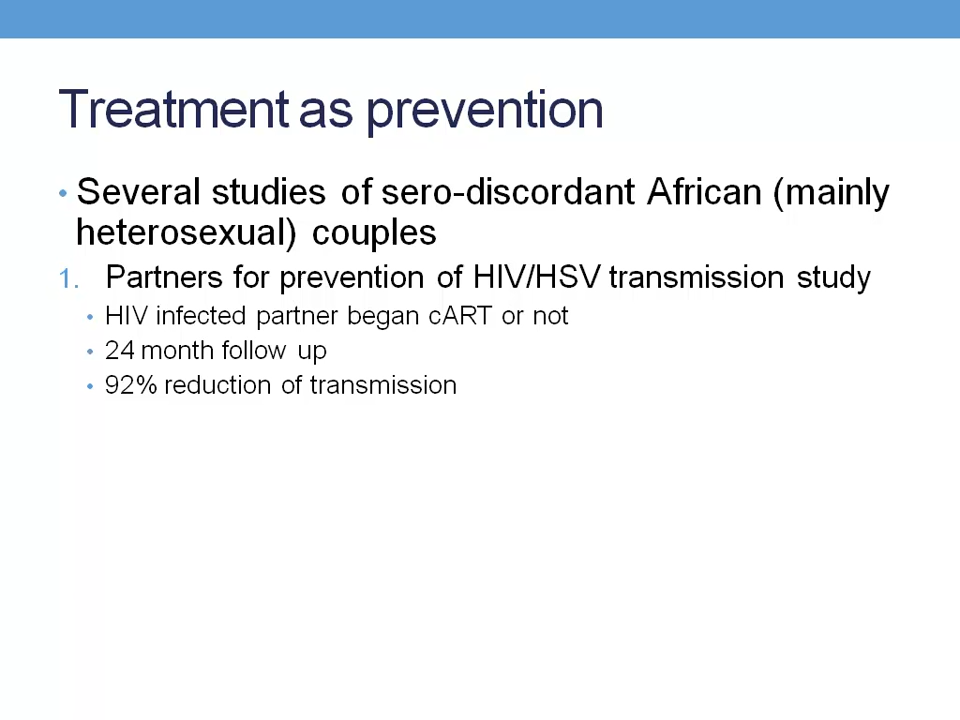 Treatment as prevention
• Several studies of sero-discordant African (mainly
heterosexual) couples
1. Partners for prevention of HIV/HSV transmission study
• HIV infected partner began cART or not
• 24 month follow up
• 92% reduction of transmission